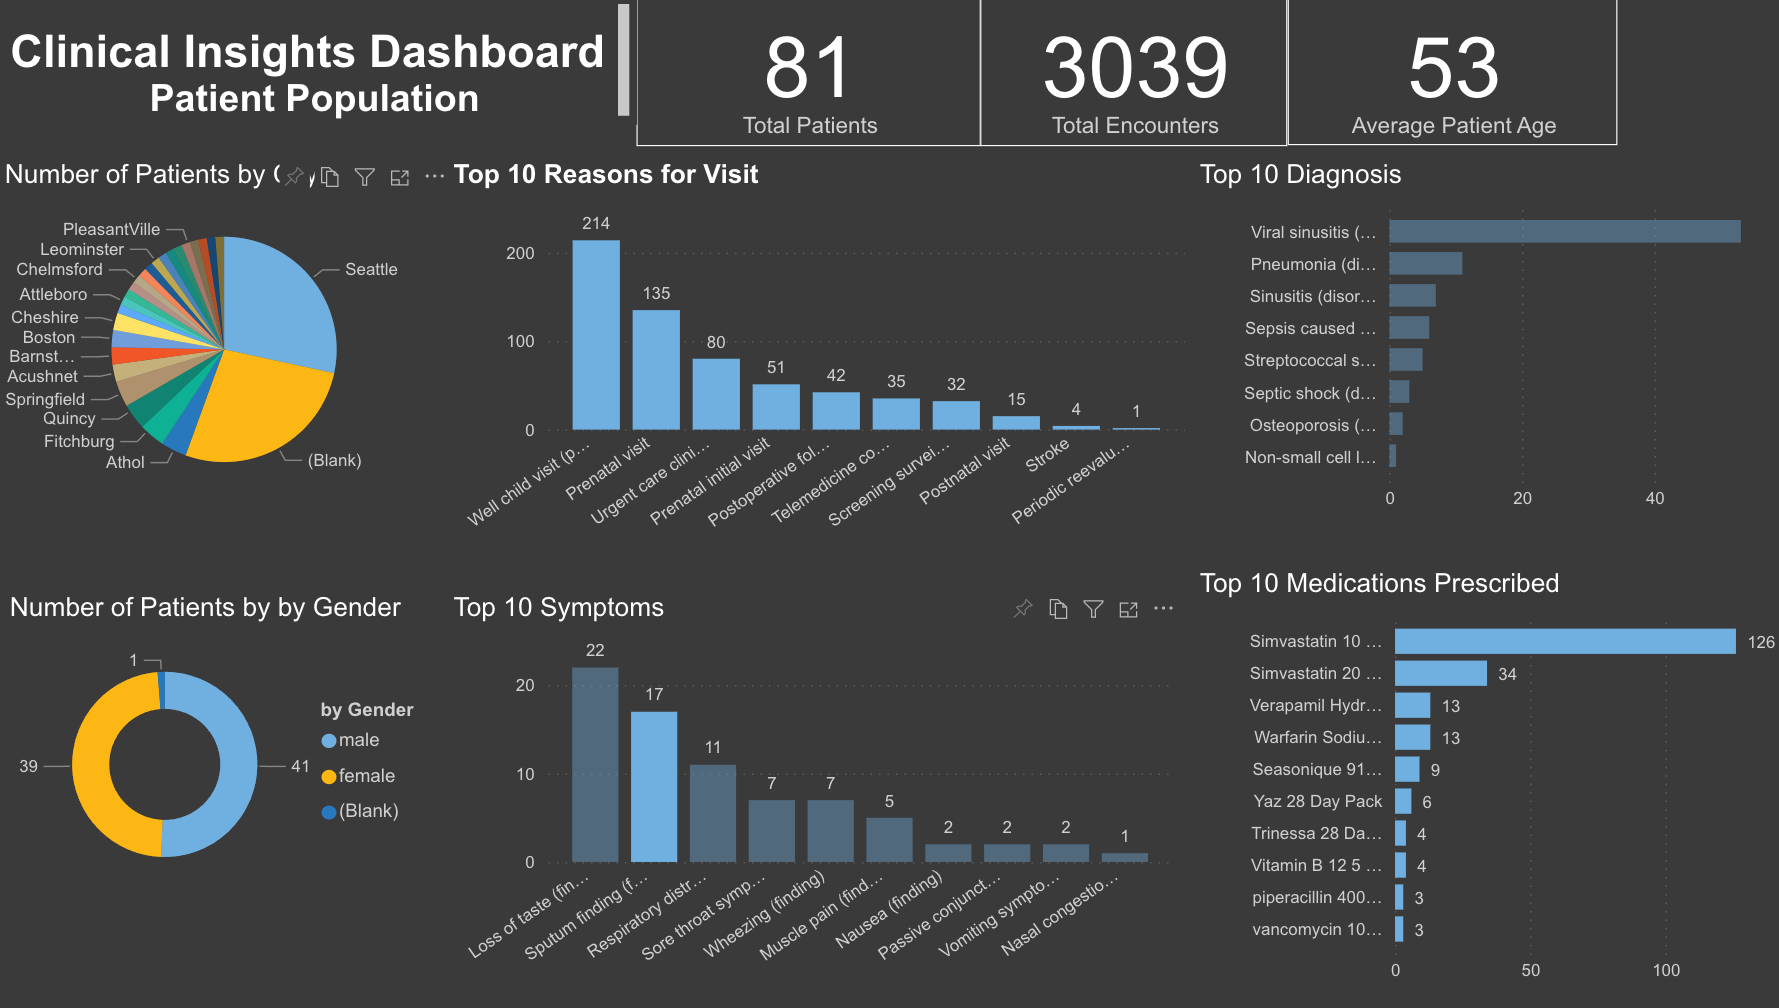 Clinical Insights Dashboard
Patient Population
81
Total Patients
3039
Total Encounters
53
Average Patient Age
Number of Patients by
PleasantVille
Leominster
Chelmsford
Attleboro
Cheshire
Boston
Barnst…
Acushnet
Springfield
Quincy
Fitchburg
Athol
Seattle
(Blank)
Top 10 Reasons for Visit
200
100
0
214
135
80
51
42
35
32
15
4
1
Well child visit (p…
Prenatal visit
Urgent care clini…
Prenatal initial visit
Postoperative fol…
Telemedicine co…
Screening survei…
Postnatal visit
Stroke
Periodic reevalu…
Top 10 Diagnosis
Viral sinusitis (…
Pneumonia (di…
Sinusitis (disor…
Sepsis caused …
Streptococcal s…
Septic shock (d…
Osteoporosis (…
Non-small cell l…
0
20
40
Number of Patients by by Gender
1
39
41
by Gender
male
female
(Blank)
Top 10 Symptoms
20
10
0
22
17
11
7
7
5
2
2
2
1
Loss of taste (fin…
Sputum finding (f…
Respiratory distr…
Sore throat symp…
Wheezing (finding)
Muscle pain (find…
Nausea (finding)
Passive conjunct…
Vomiting sympto…
Nasal congestio…
Top 10 Medications Prescribed
Simvastatin 10 … 126
Simvastatin 20 … 34
Verapamil Hydr… 13
Warfarin Sodiu… 13
Seasonique 91… 9
Yaz 28 Day Pack 6
Trinessa 28 Da… 4
Vitamin B 12 5 … 4
piperacillin 400… 3
vancomycin 10… 3
0
50
100